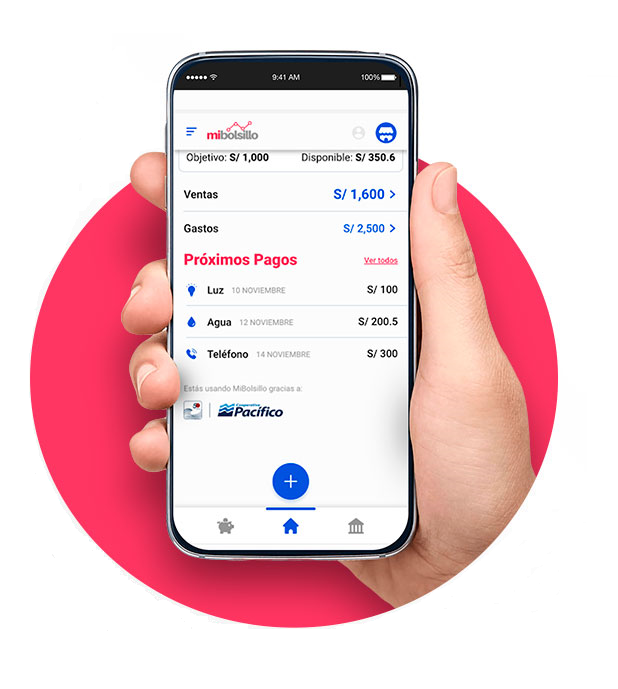 9:41 AM 100%
mibolsillo
Objetivo: S/ 1,000 Disponible: S/ 350.6
Ventas S/ 1,600 >
Gastos S/ 2,500 >
Próximos Pagos Ver todos
Luz 10 NOVIEMBRE S/ 100
Agua 12 NOVIEMBRE S/ 200.5
Teléfono 14 NOVIEMBRE S/ 300
Estás usando MiBolsillo gracias a:
Cooperativa
Pacífico